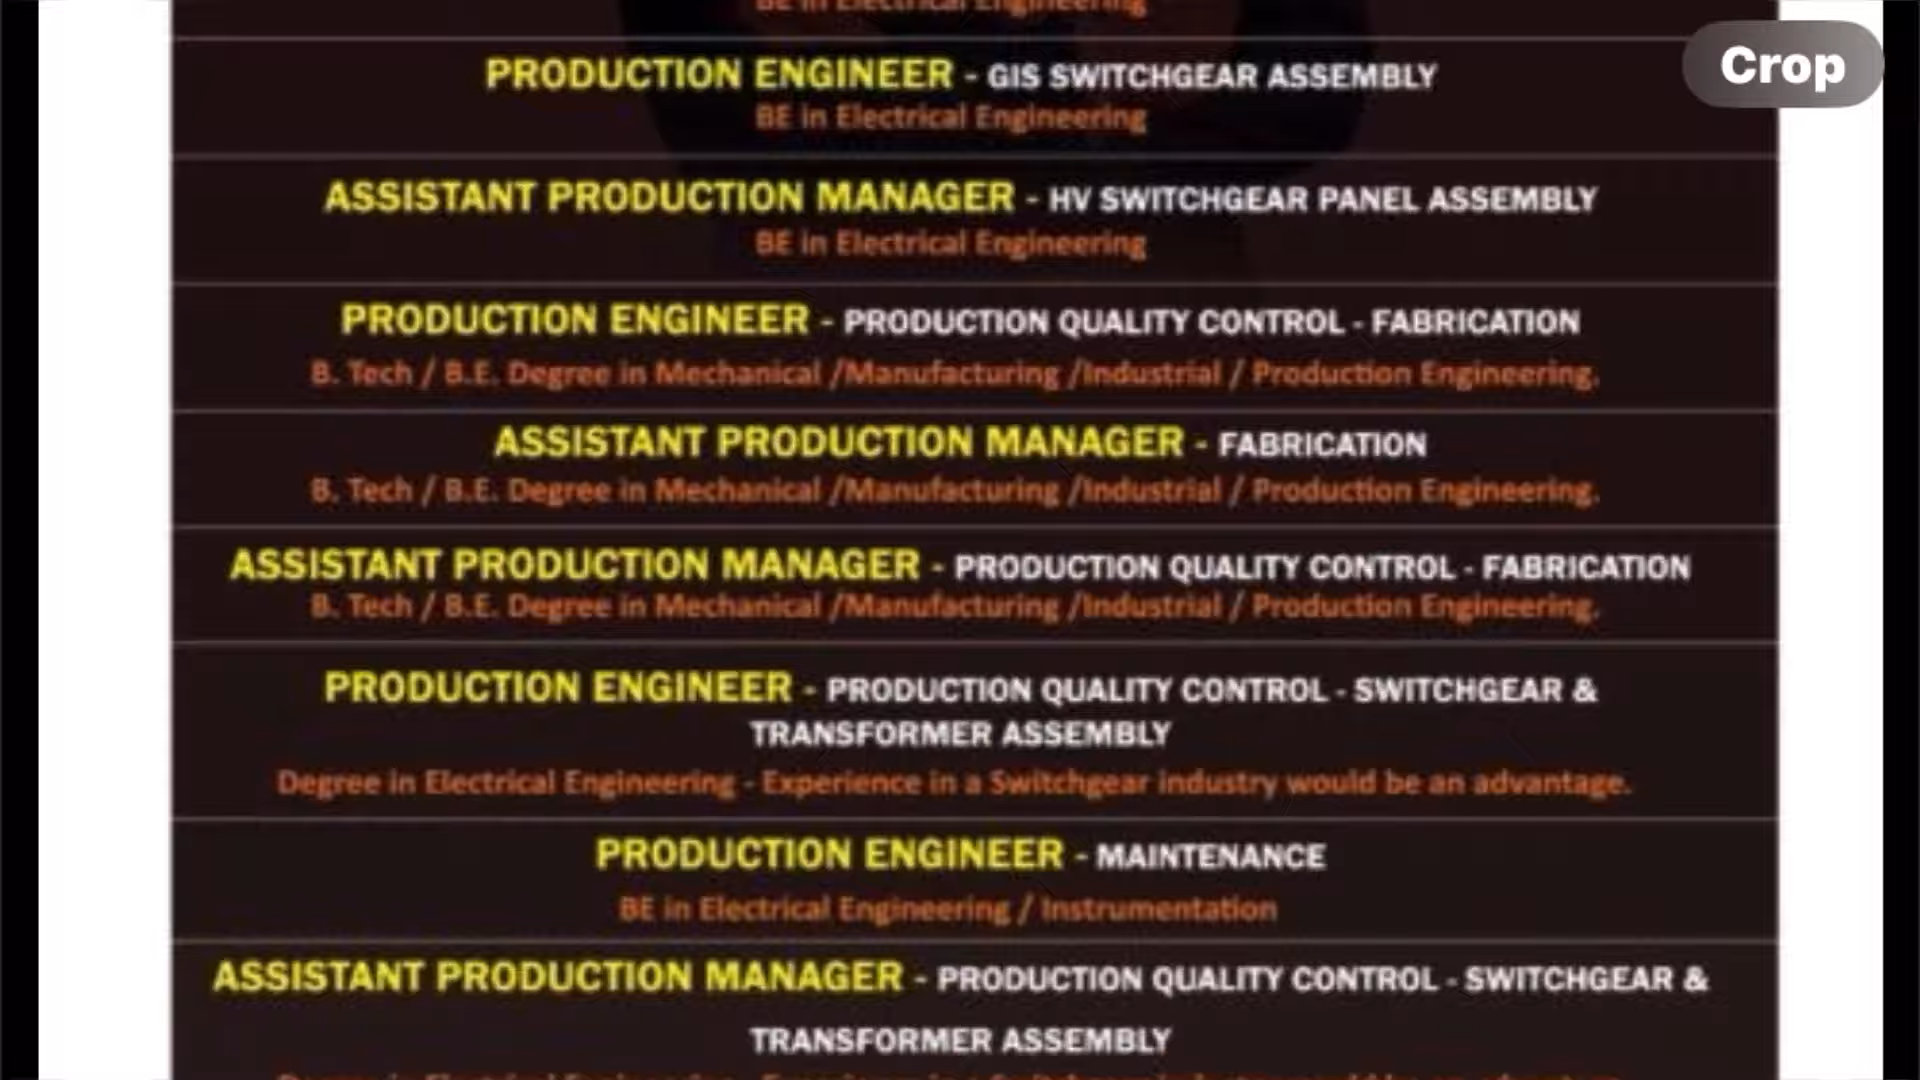 BE in Electrical Engineering
Crop
PRODUCTION ENGINEER - GIS SWITCHGEAR ASSEMBLY
BE in Electrical Engineering
ASSISTANT PRODUCTION MANAGER - HV SWITCHGEAR PANEL ASSEMBLY
BE in Electrical Engineering
PRODUCTION ENGINEER - PRODUCTION QUALITY CONTROL - FABRICATION
B. Tech / B.E. Degree in Mechanical /Manufacturing /Industrial / Production Engineering.
ASSISTANT PRODUCTION MANAGER - FABRICATION
B. Tech / B.E. Degree in Mechanical /Manufacturing /Industrial / Production Engineering.
ASSISTANT PRODUCTION MANAGER - PRODUCTION QUALITY CONTROL - FABRICATION
B. Tech / B.E. Degree in Mechanical /Manufacturing /Industrial / Production Engineering.
PRODUCTION ENGINEER - PRODUCTION QUALITY CONTROL - SWITCHGEAR &
TRANSFORMER ASSEMBLY
Degree in Electrical Engineering - Experience in a Switchgear industry would be an advantage.
PRODUCTION ENGINEER - MAINTENANCE
BE in Electrical Engineering / Instrumentation
ASSISTANT PRODUCTION MANAGER - PRODUCTION QUALITY CONTROL - SWITCHGEAR &
TRANSFORMER ASSEMBLY